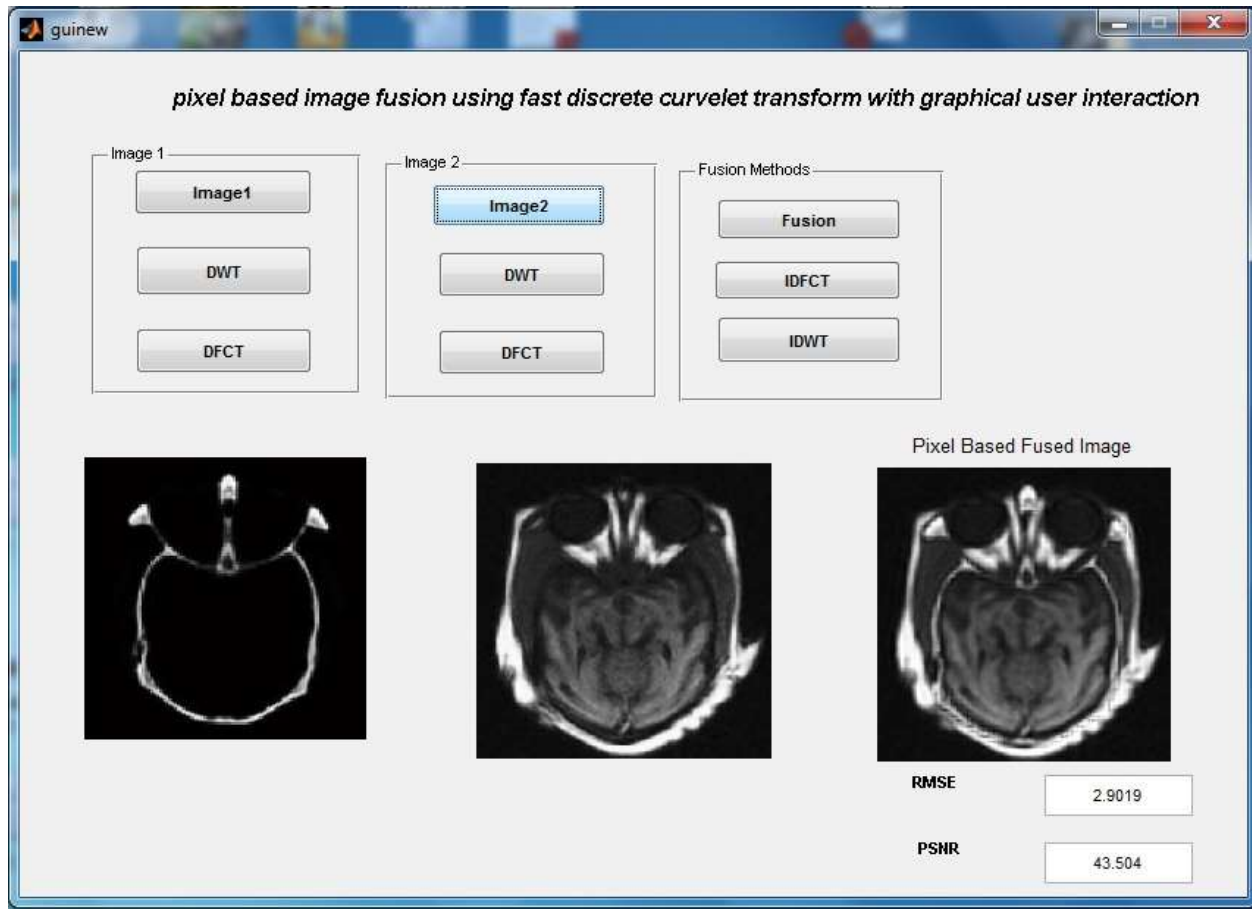 guinew
pixel based image fusion using fast discrete curvelet transform with graphical user interaction
Image 1
Image1
DWT
DFCT
Image 2
Image2
DWT
DFCT
Fusion Methods
Fusion
IDFCT
IDWT
Pixel Based Fused Image
RMSE
2.9019
PSNR
43.504